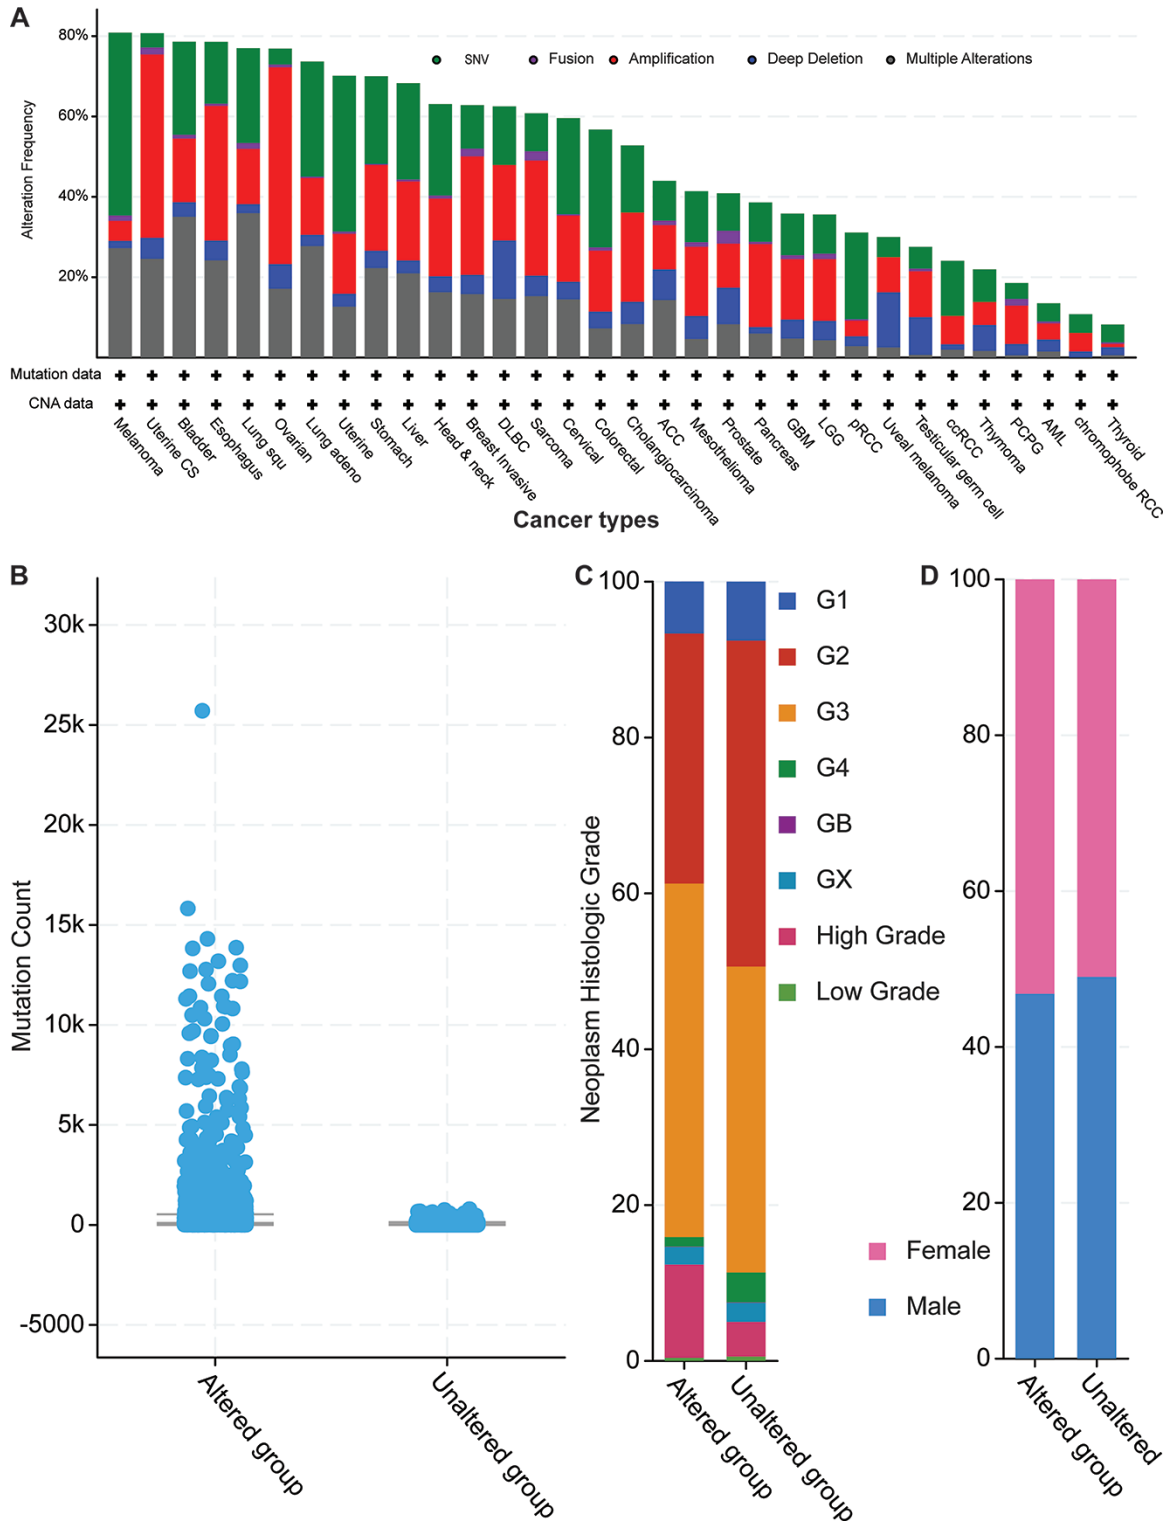 A
Alteration Frequency
80%
60%
40%
20%
SNV Fusion Amplification Deep Deletion Multiple Alterations
Mutation data + + + + + + + + + + + + + + + + + + + + + + + + + + + + + + + +
CNA data + + + + + + + + + + + + + + + + + + + + + + + + + + + + + + + +
Melanoma
Uterine CS
Bladder
Esophagus
Lung squ
Ovarian
Lung adeno
Uterine
Stomach
Liver
Head & neck
Breast Invasive
DLBC
Sarcoma
Cervical
Colorectal
Cholangiocarcinoma
ACC
Mesothelioma
Prostate
Pancreas
GBM
LGG
pRCC
Uveal melanoma
Testicular germ cell
ccRCC
Thymoma
PCPG
AML
chromophobe RCC
Thyroid
Cancer types
B
Mutation Count
30k
25k
20k
15k
10k
5k
0
-5000
Altered group
Unaltered group
C
Neoplasm Histologic Grade
100
80
60
40
20
0
G1
G2
G3
G4
GB
GX
High Grade
Low Grade
Altered group
Unaltered group
D
100
80
60
40
20
0
Female
Male
Altered group
Unaltered